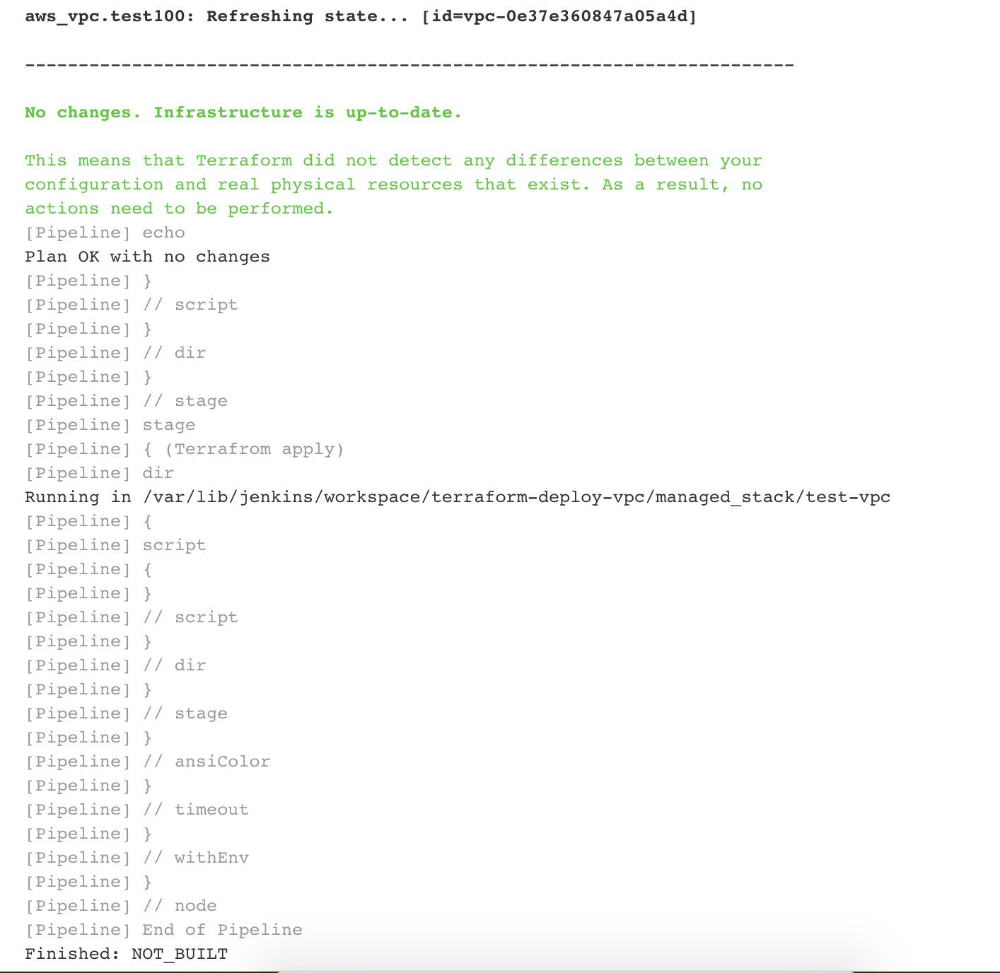 aws_vpc.test100: Refreshing state... [id=vpc-0e37e360847a05a4d]
------------------------------------------------------------------------
No changes. Infrastructure is up-to-date.
This means that Terraform did not detect any differences between your
configuration and real physical resources that exist. As a result, no
actions need to be performed.
[Pipeline] echo
Plan OK with no changes
[Pipeline] }
[Pipeline] // script
[Pipeline] }
[Pipeline] // dir
[Pipeline] }
[Pipeline] // stage
[Pipeline] stage
[Pipeline] { (Terrafrom apply)
[Pipeline] dir
Running in /var/lib/jenkins/workspace/terraform-deploy-vpc/managed_stack/test-vpc
[Pipeline] {
[Pipeline] script
[Pipeline] {
[Pipeline] }
[Pipeline] // script
[Pipeline] }
[Pipeline] // dir
[Pipeline] }
[Pipeline] // stage
[Pipeline] }
[Pipeline] // ansiColor
[Pipeline] }
[Pipeline] // timeout
[Pipeline] }
[Pipeline] // withEnv
[Pipeline] }
[Pipeline] // node
[Pipeline] End of Pipeline
Finished: NOT_BUILT